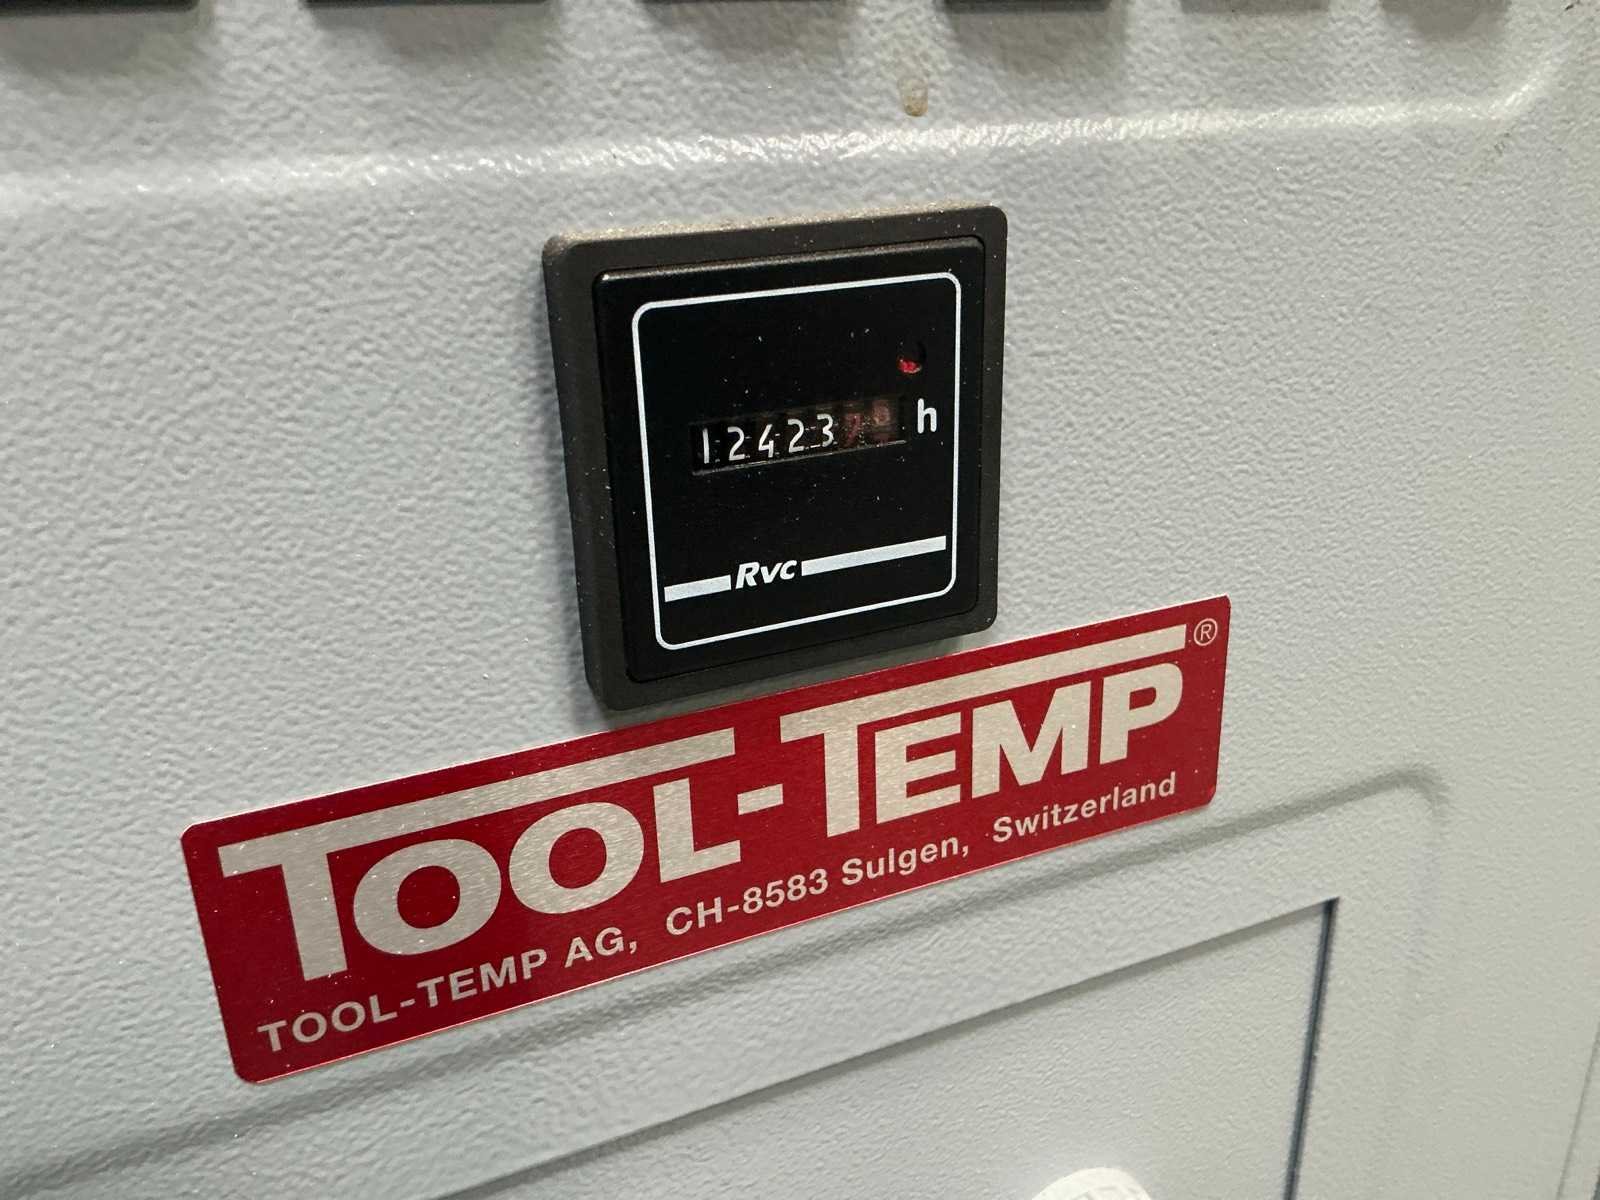 12423 h
Rvc
TOOL-TEMP®
TOOL-TEMP AG, CH-8583 Sulgen, Switzerland